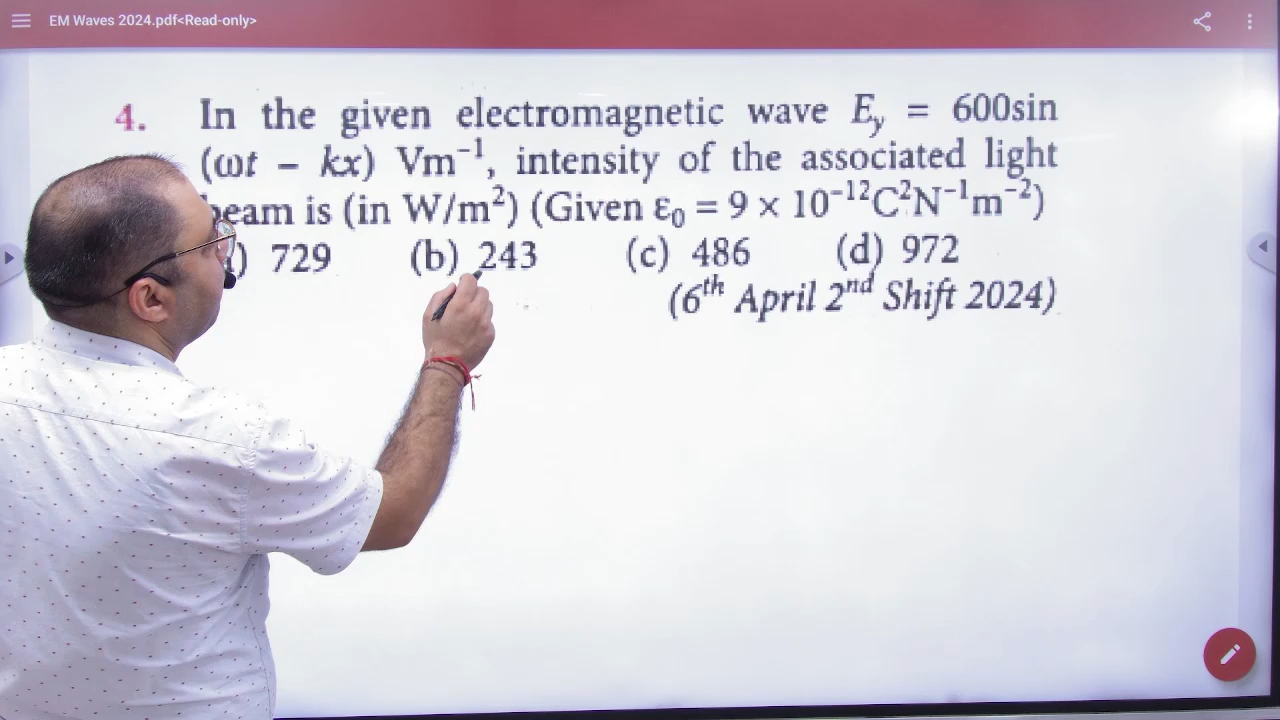 EM Waves 2024.pdf<Read-only>
4. In the given electromagnetic wave E_y = 600sin
(ωt – kx) Vm⁻¹, intensity of the associated light
beam is (in W/m²) (Given ε₀ = 9 × 10⁻¹²C²N⁻¹m⁻²)
) 729 (b) 243 (c) 486 (d) 972
(6th April 2nd Shift 2024)